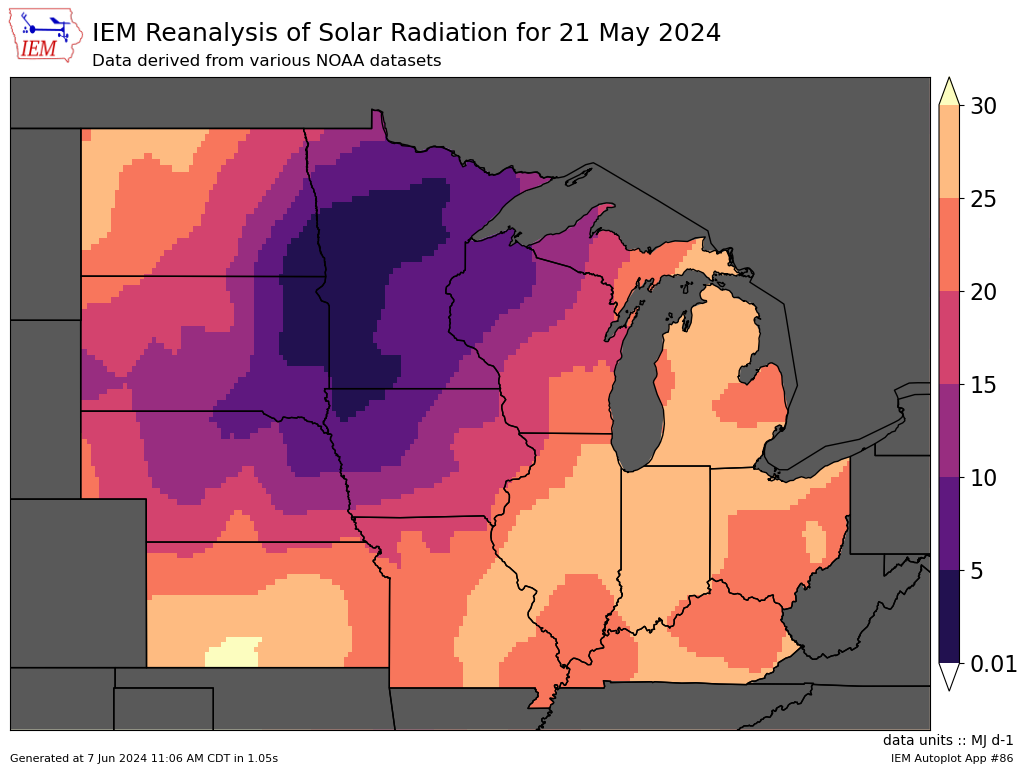 IEM
IEM Reanalysis of Solar Radiation for 21 May 2024
Data derived from various NOAA datasets
30
25
20
15
10
5
0.01
data units :: MJ d-1
Generated at 7 Jun 2024 11:06 AM CDT in 1.05s
IEM Autoplot App #86